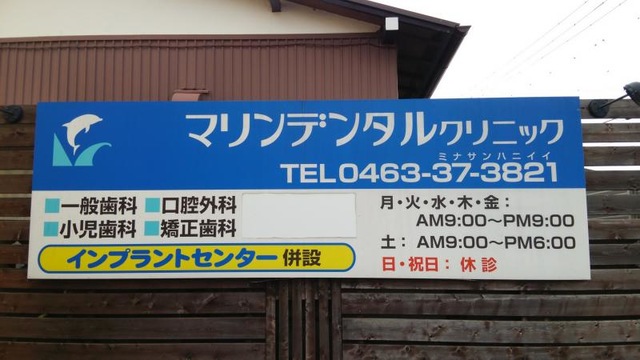 マリンデンタルクリニック
ミナサンハニイイ
TEL0463-37-3821
■一般歯科 ■口腔外科
■小児歯科 ■矯正歯科
インプラントセンター併設
月・火・水・木・金:
AM9:00〜PM9:00
土: AM9:00〜PM6:00
日・祝日: 休診